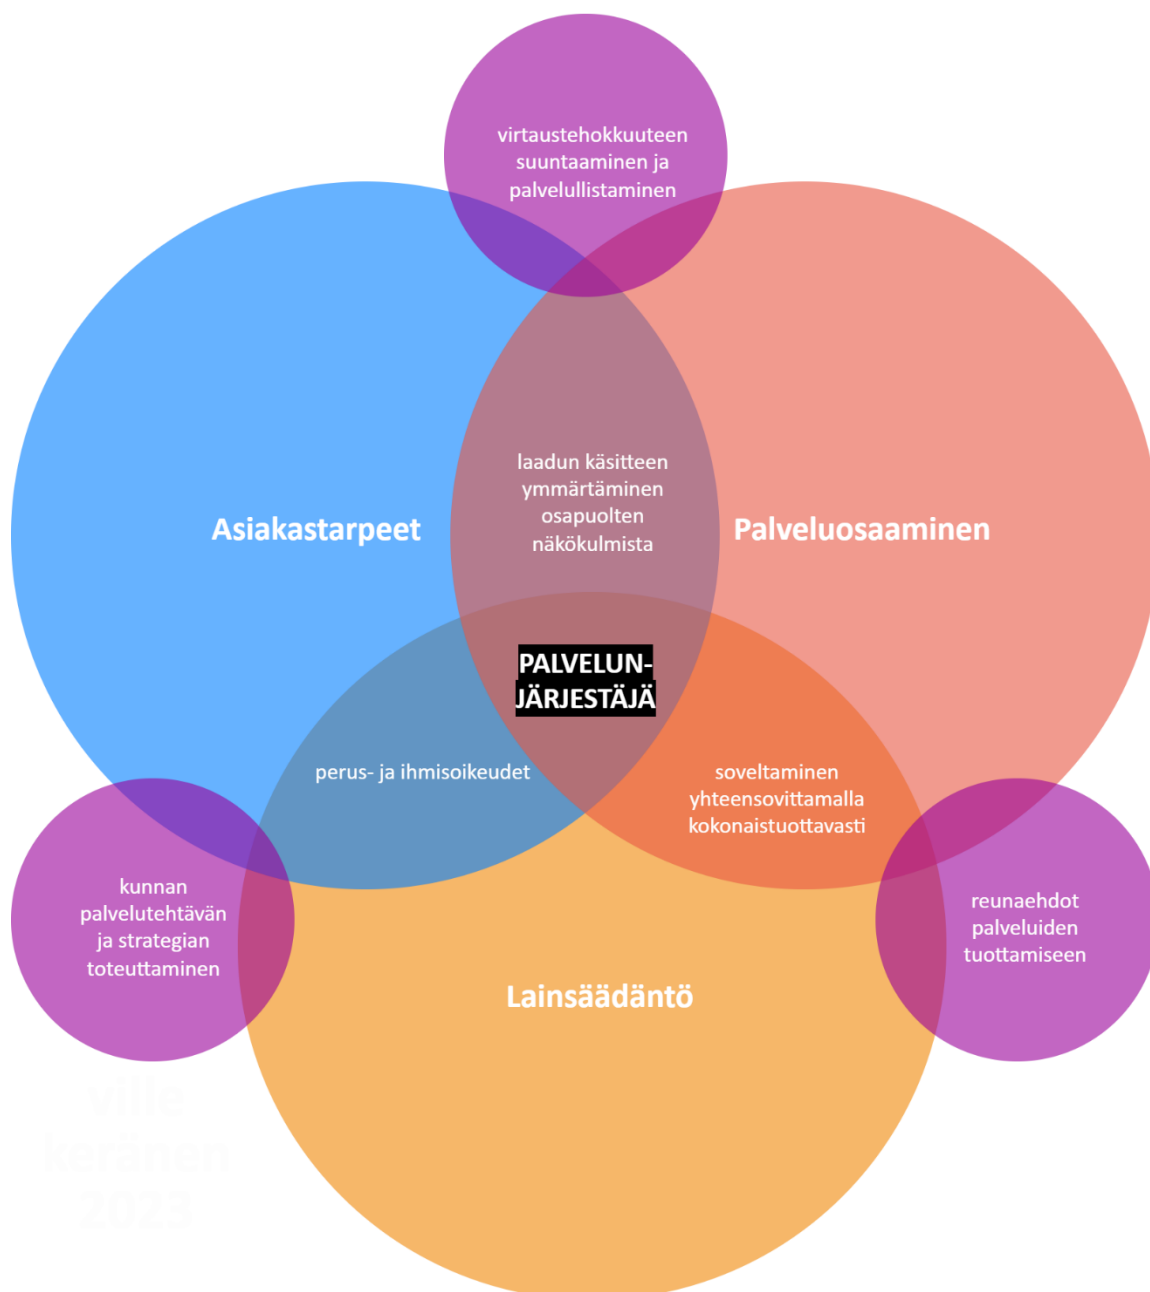 virtaustehokkuuteen
suuntaaminen ja
palvelullistaminen
laadun käsitteen
ymmärtäminen
osapuolten
näkökulmista
Asiakastarpeet
Palveluosaaminen
PALVELUN-
JÄRJESTÄJÄ
perus- ja ihmisoikeudet
soveltaminen
yhteensovittamalla
kokonaistuottavasti
kunnan
palvelutehtävän
ja strategian
toteuttaminen
reunaehdot
palveluiden
tuottamiseen
Lainsäädäntö
ville
keränen
2023